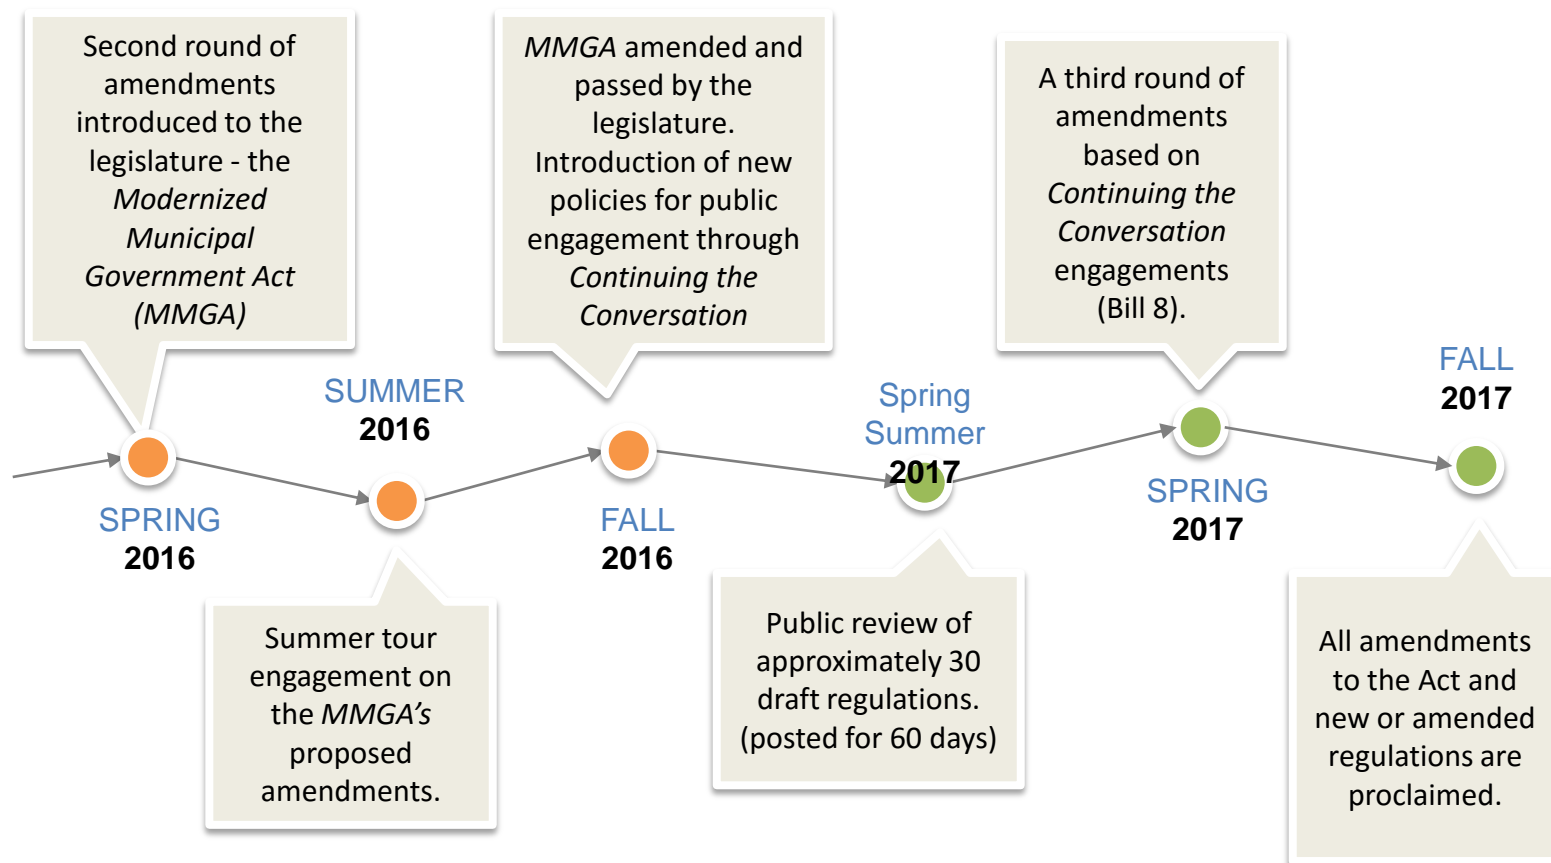 Second round of
amendments
introduced to the
legislature - the
Modernized
Municipal
Government Act
(MMGA)
SPRING
2016
SUMMER
2016
Summer tour
engagement on
the MMGA’s
proposed
amendments.
MMGA amended and
passed by the
legislature.
Introduction of new
policies for public
engagement through
Continuing the
Conversation
FALL
2016
Spring
Summer
2017
Public review of
approximately 30
draft regulations.
(posted for 60 days)
A third round of
amendments
based on
Continuing the
Conversation
engagements
(Bill 8).
SPRING
2017
FALL
2017
All amendments
to the Act and
new or amended
regulations are
proclaimed.